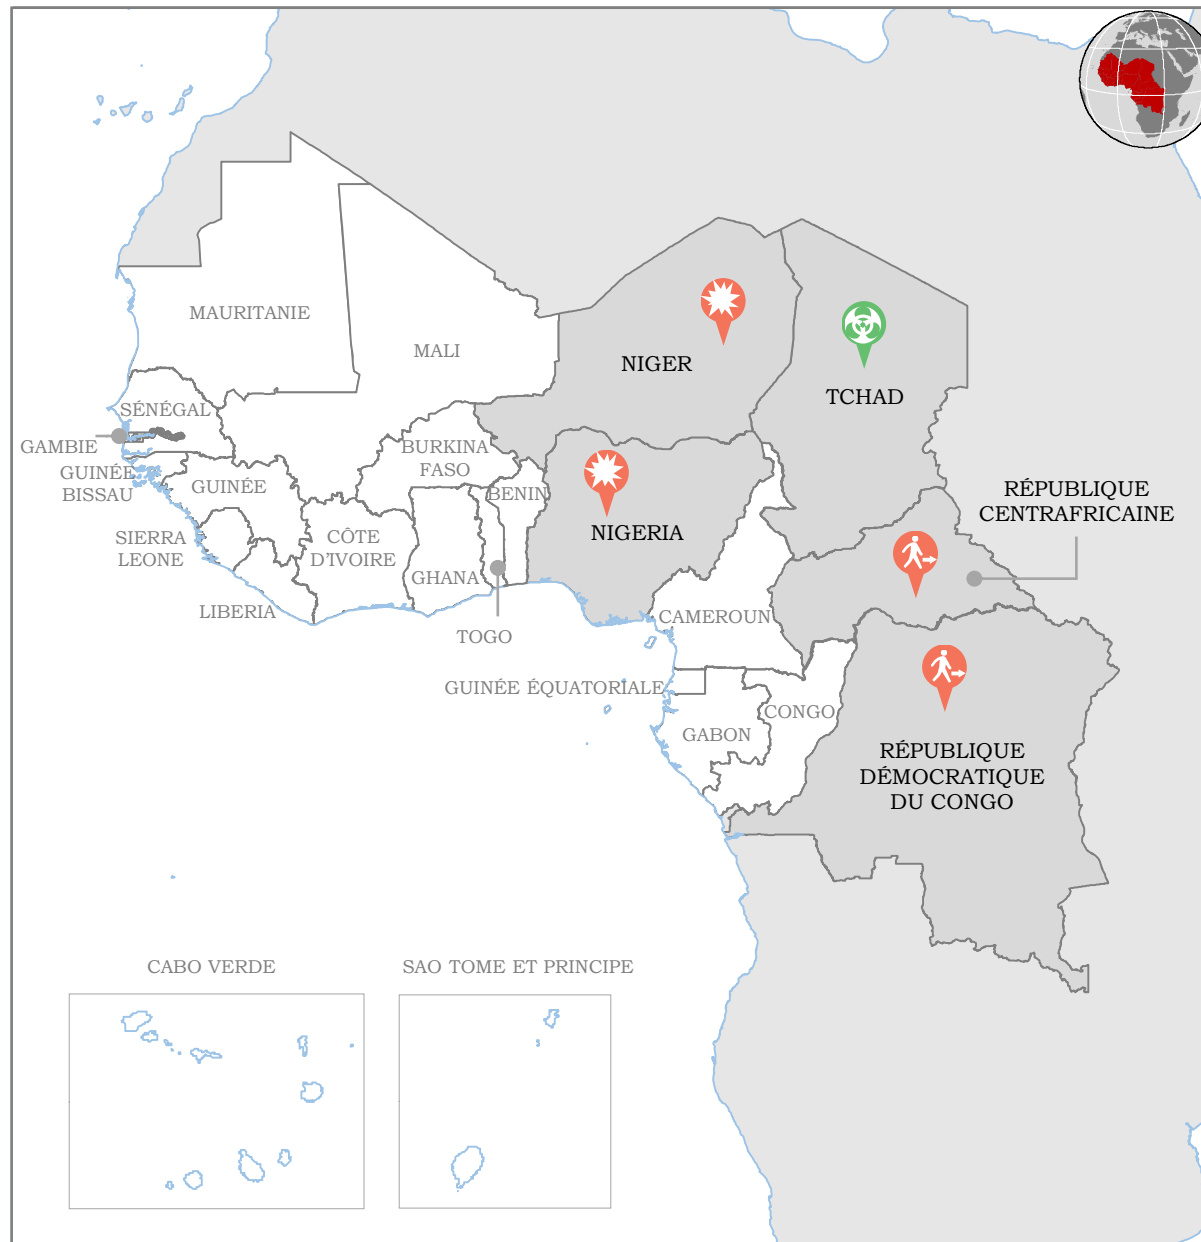 MAURITANIE
MALI
NIGER
TCHAD
SÉNÉGAL
GAMBIE
GUINÉE
BISSAU
GUINÉE
BURKINA
FASO
BENIN
NIGERIA
RÉPUBLIQUE
CENTRAFRICAINE
SIERRA
LEONE
CÔTE
D'IVOIRE
GHANA
LIBERIA
TOGO
CAMEROUN
GUINÉE ÉQUATORIALE
CONGO
GABON
RÉPUBLIQUE
DÉMOCRATIQUE
DU CONGO
CABO VERDE
SAO TOME ET PRINCIPE